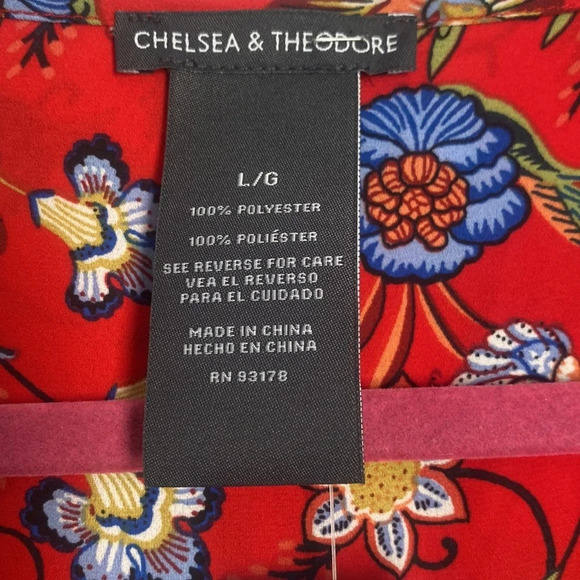 CHELSEA & THEODORE
L/G
100% POLYESTER
100% POLIÉSTER
SEE REVERSE FOR CARE
VEA EL REVERSO
PARA EL CUIDADO
MADE IN CHINA
HECHO EN CHINA
RN 93178